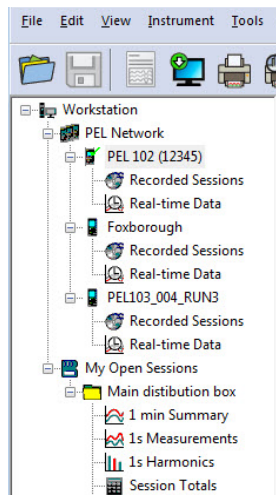 File Edit View Instrument Tools
Workstation
PEL Network
PEL 102 (12345)
Recorded Sessions
Real-time Data
Foxborough
Recorded Sessions
Real-time Data
PEL103_004_RUN3
Recorded Sessions
Real-time Data
My Open Sessions
Main distibution box
1 min Summary
1s Measurements
1s Harmonics
Session Totals